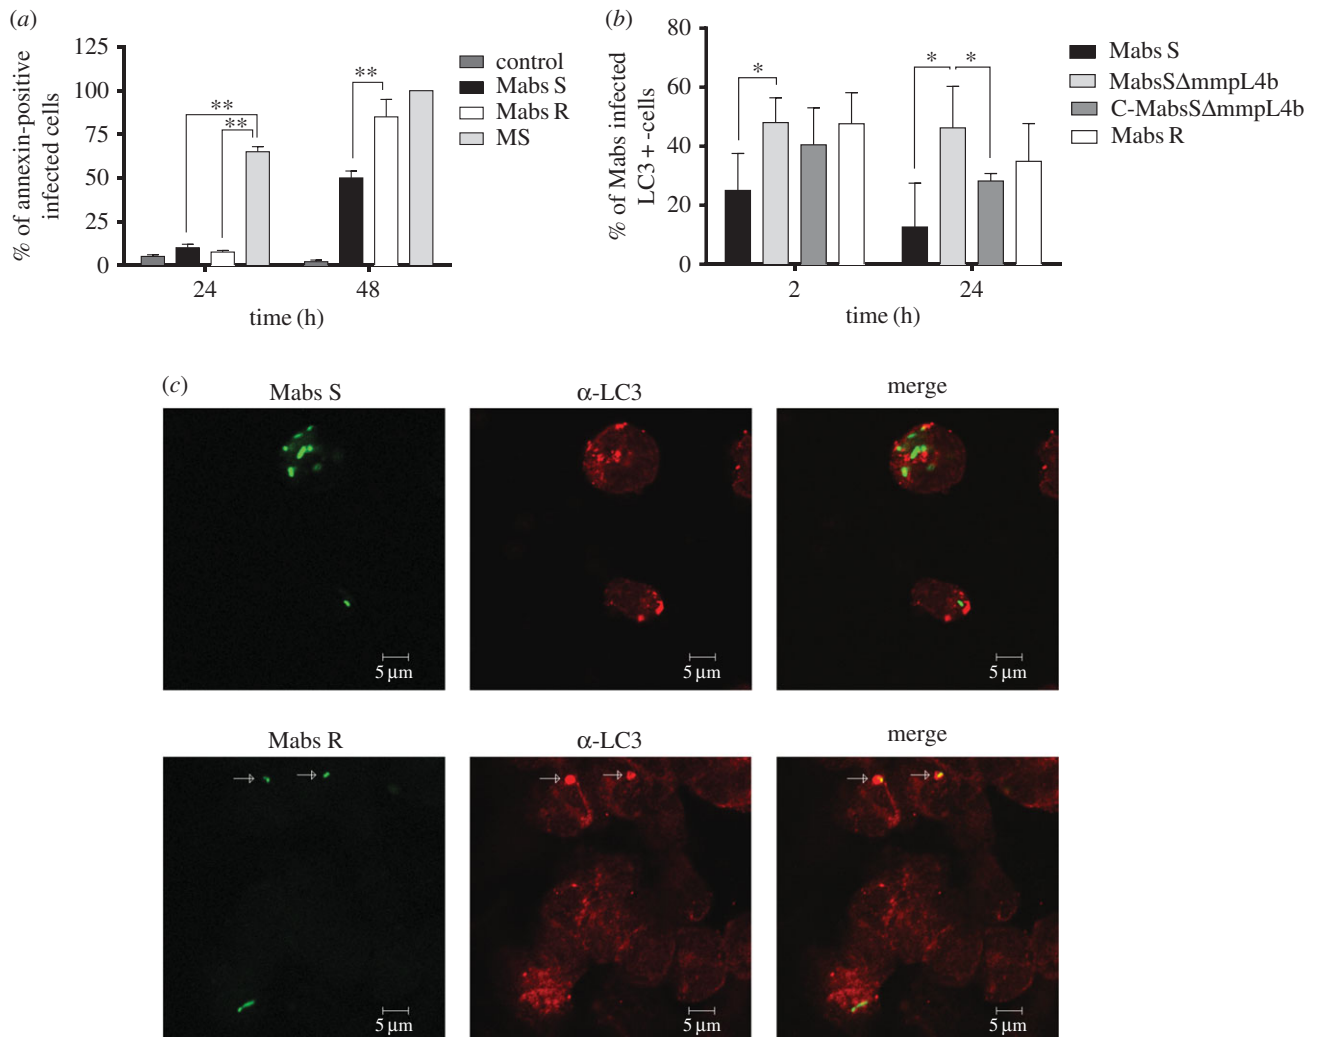 (a)
% of annexin-positive
infected cells
125
100
75
50
25
0
**
**
**
24
48
time (h)
control
Mabs S
Mabs R
MS
(b)
% of Mabs infected
LC3 + -cells
80
60
40
20
0
*
*
*
2
24
time (h)
Mabs S
MabsSΔmmpL4b
C-MabsSΔmmpL4b
Mabs R
(c)
Mabs S
α-LC3
merge
5 µm
5 µm
5 µm
Mabs R
α-LC3
merge
5 µm
5 µm
5 µm